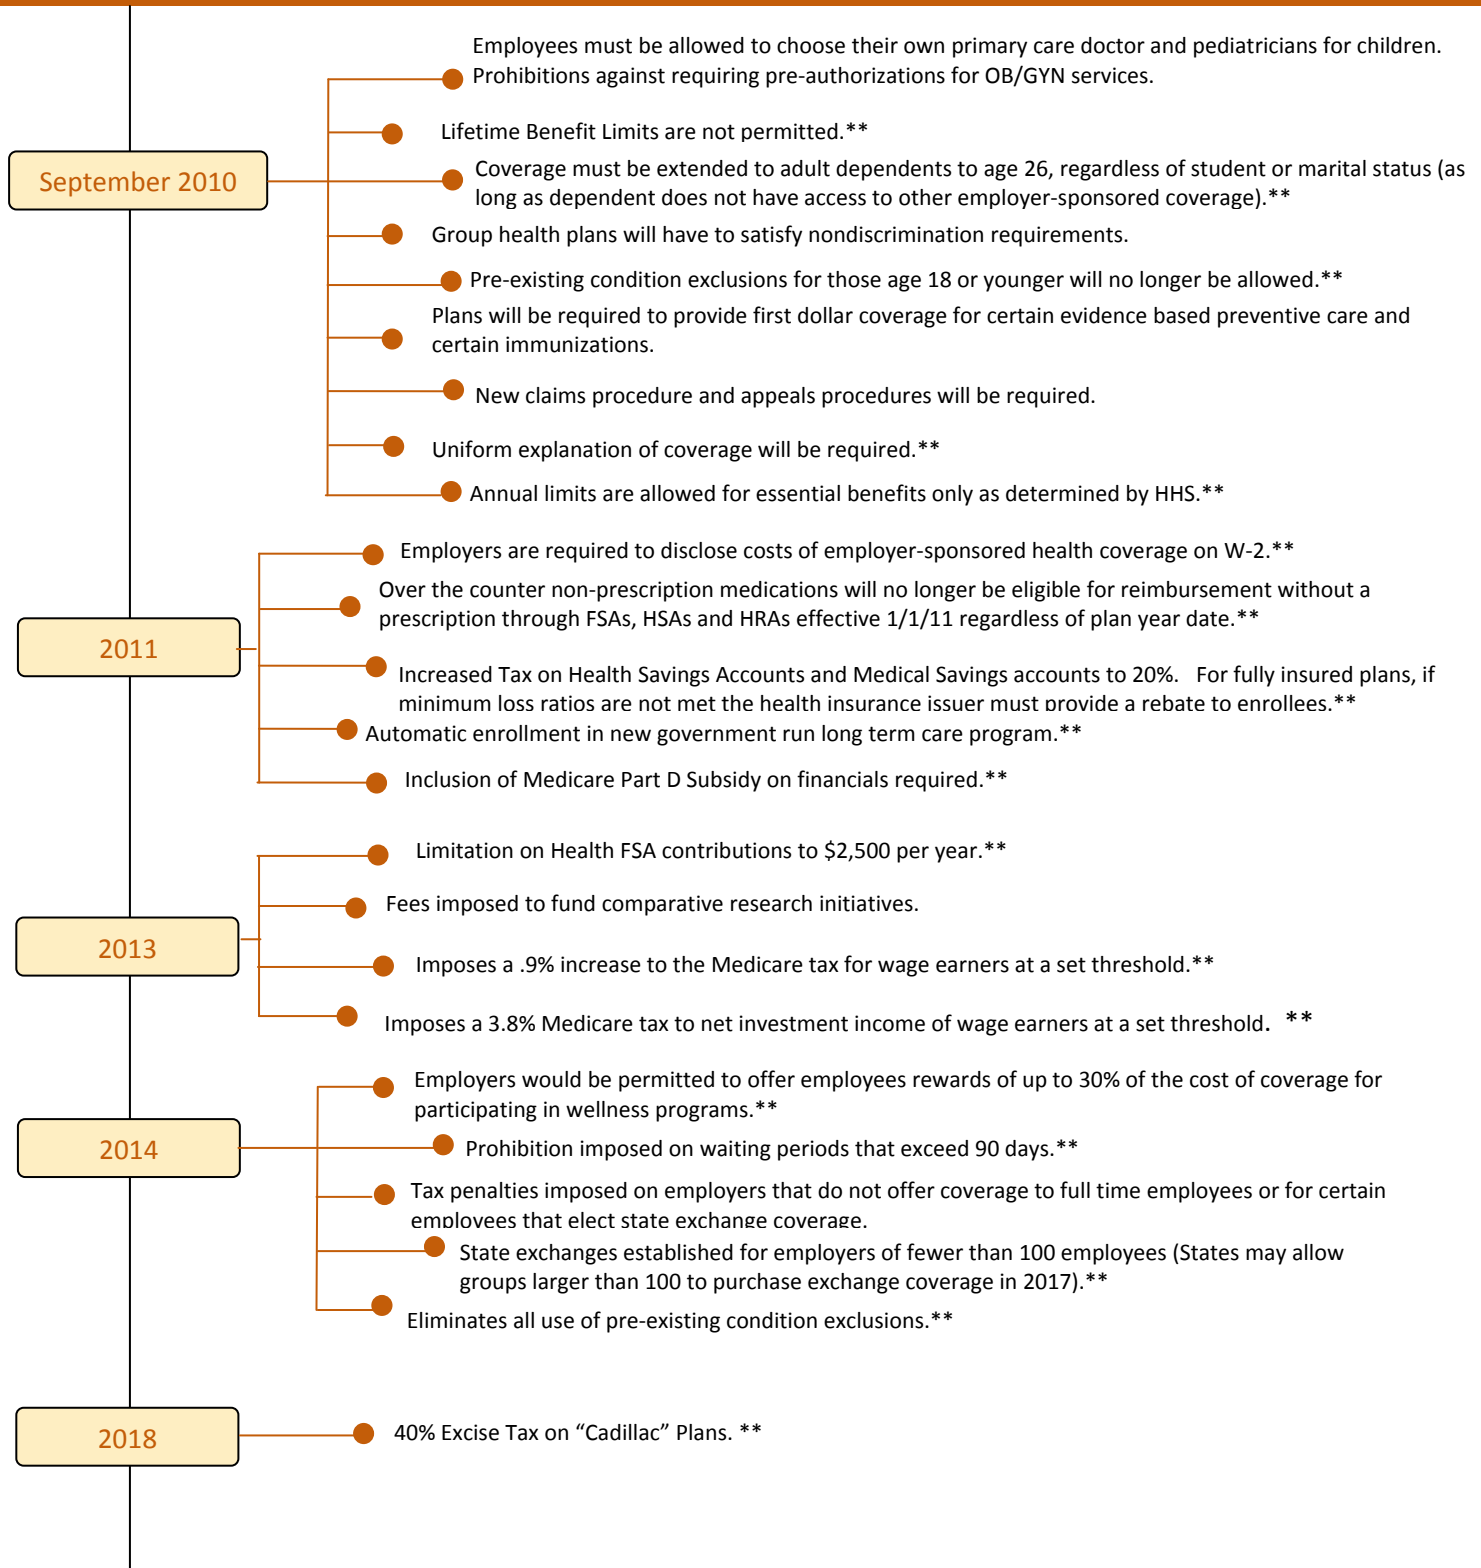 Employees must be allowed to choose their own primary care doctor and pediatricians for children.
Prohibitions against requiring pre-authorizations for OB/GYN services.
Lifetime Benefit Limits are not permitted.**
September 2010
Coverage must be extended to adult dependents to age 26, regardless of student or marital status (as
long as dependent does not have access to other employer-sponsored coverage).**
Group health plans will have to satisfy nondiscrimination requirements.
Pre-existing condition exclusions for those age 18 or younger will no longer be allowed.**
Plans will be required to provide first dollar coverage for certain evidence based preventive care and
certain immunizations.
New claims procedure and appeals procedures will be required.
Uniform explanation of coverage will be required.**
Annual limits are allowed for essential benefits only as determined by HHS.**
Employers are required to disclose costs of employer-sponsored health coverage on W-2.**
Over the counter non-prescription medications will no longer be eligible for reimbursement without a
prescription through FSAs, HSAs and HRAs effective 1/1/11 regardless of plan year date.**
2011
Increased Tax on Health Savings Accounts and Medical Savings accounts to 20%. For fully insured plans, if
minimum loss ratios are not met the health insurance issuer must provide a rebate to enrollees.**
Automatic enrollment in new government run long term care program.**
Inclusion of Medicare Part D Subsidy on financials required.**
Limitation on Health FSA contributions to $2,500 per year.**
Fees imposed to fund comparative research initiatives.
2013
Imposes a .9% increase to the Medicare tax for wage earners at a set threshold.**
Imposes a 3.8% Medicare tax to net investment income of wage earners at a set threshold. **
Employers would be permitted to offer employees rewards of up to 30% of the cost of coverage for
participating in wellness programs.**
2014
Prohibition imposed on waiting periods that exceed 90 days.**
Tax penalties imposed on employers that do not offer coverage to full time employees or for certain
employees that elect state exchange coverage.
State exchanges established for employers of fewer than 100 employees (States may allow
groups larger than 100 to purchase exchange coverage in 2017).**
Eliminates all use of pre-existing condition exclusions.**
2018
40% Excise Tax on “Cadillac” Plans. **